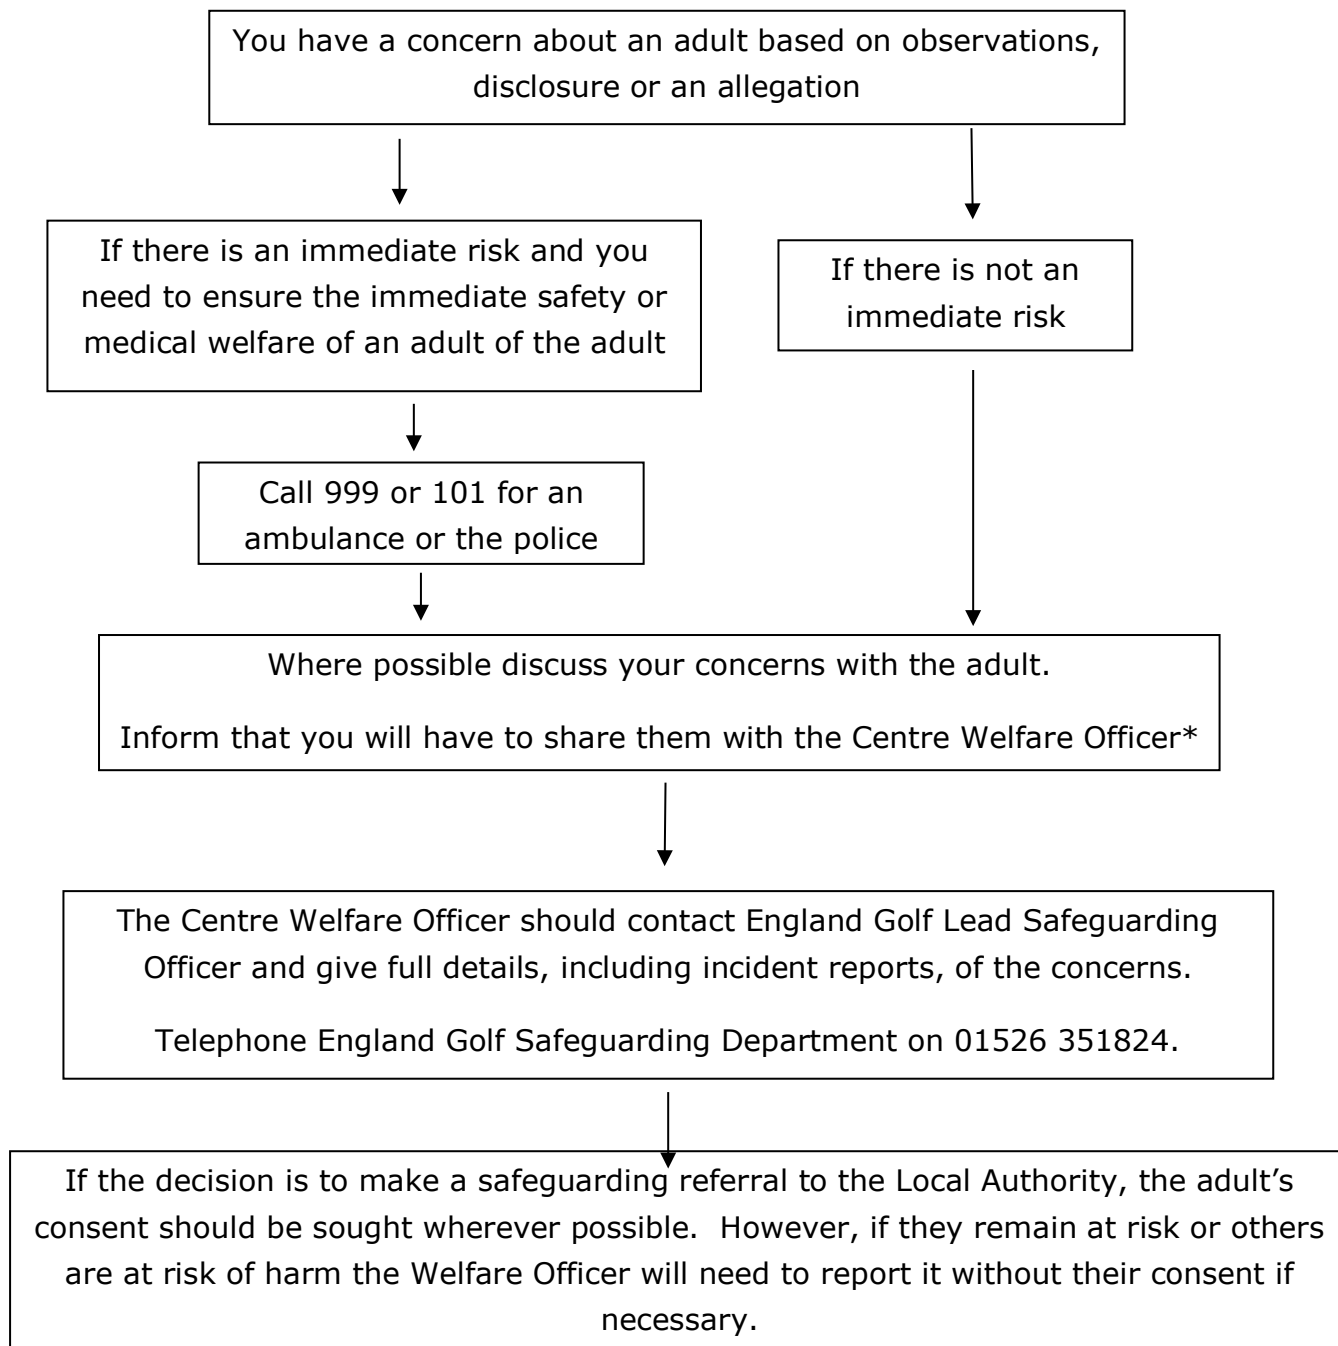 You have a concern about an adult based on observations,
disclosure or an allegation
If there is an immediate risk and you
need to ensure the immediate safety or
medical welfare of an adult of the adult
If there is not an
immediate risk
Call 999 or 101 for an
ambulance or the police
Where possible discuss your concerns with the adult.
Inform that you will have to share them with the Centre Welfare Officer*
The Centre Welfare Officer should contact England Golf Lead Safeguarding
Officer and give full details, including incident reports, of the concerns.
Telephone England Golf Safeguarding Department on 01526 351824.
If the decision is to make a safeguarding referral to the Local Authority, the adult’s
consent should be sought wherever possible.  However, if they remain at risk or others
are at risk of harm the Welfare Officer will need to report it without their consent if
necessary.